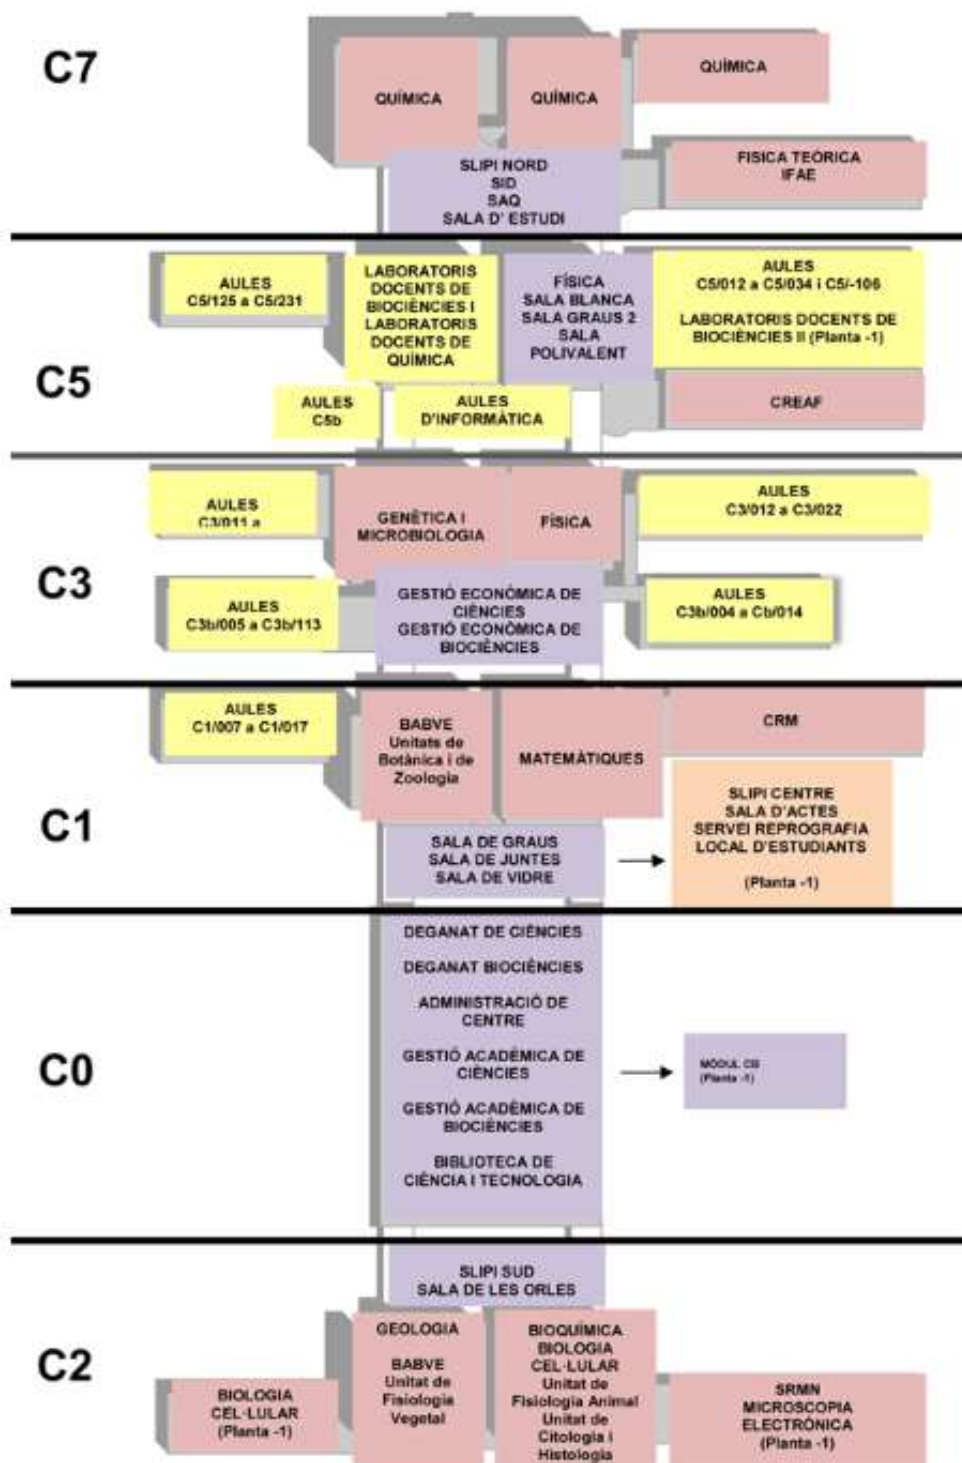 C7
QUÍMICA
QUÍMICA
QUÍMICA
SLIPI NORD
SID
SAQ
SALA D' ESTUDI
FISICA TEÒRICA
IFAE
C5
AULES
C5/125 a C5/231
LABORATORIS
DOCENTS DE
BIOCIÈNCIES I
LABORATORIS
DOCENTS DE
QUÍMICA
FÍSICA
SALA BLANCA
SALA GRAUS 2
SALA
POLIVALENT
AULES
C5/012 a C5/034 i C5/-106
LABORATORIS DOCENTS DE
BIOCIÈNCIES II (Planta -1)
AULES
C5b
AULES
D'INFORMÀTICA
CREAF
C3
AULES
C3/011 a
GENÈTICA I
MICROBIOLOGIA
FÍSICA
AULES
C3/012 a C3/022
AULES
C3b/005 a C3b/113
GESTIÓ ECONÒMICA DE
CIÈNCIES
GESTIÓ ECONÒMICA DE
BIOCIÈNCIES
AULES
C3b/004 a Cb/014
C1
AULES
C1/007 a C1/017
BABVE
Unitats de
Botànica i de
Zoologia
MATEMÀTIQUES
CRM
SALA DE GRAUS
SALA DE JUNTES
SALA DE VIDRE
SLIPI CENTRE
SALA D'ACTES
SERVEI REPROGRAFIA
LOCAL D'ESTUDIANTS
(Planta -1)
C0
DEGANAT DE CIÈNCIES
DEGANAT BIOCIÈNCIES
ADMINISTRACIÓ DE
CENTRE
GESTIÓ ACADÈMICA DE
CIÈNCIES
GESTIÓ ACADÈMICA DE
BIOCIÈNCIES
BIBLIOTECA DE
CIÈNCIA I TECNOLOGIA
MÒDUL
(Planta -1)
C2
SLIPI SUD
SALA DE LES ORLES
BIOLOGIA
CEL·LULAR
(Planta -1)
GEOLOGIA
BABVE
Unitat de
Fisiologia
Vegetal
BIOQUÍMICA
BIOLOGIA
CEL·LULAR
Unitat de
Fisiologia Animal
Unitat de
Citologia i
Histologia
SRMN
MICROSCOPIA
ELECTRÒNICA
(Planta -1)